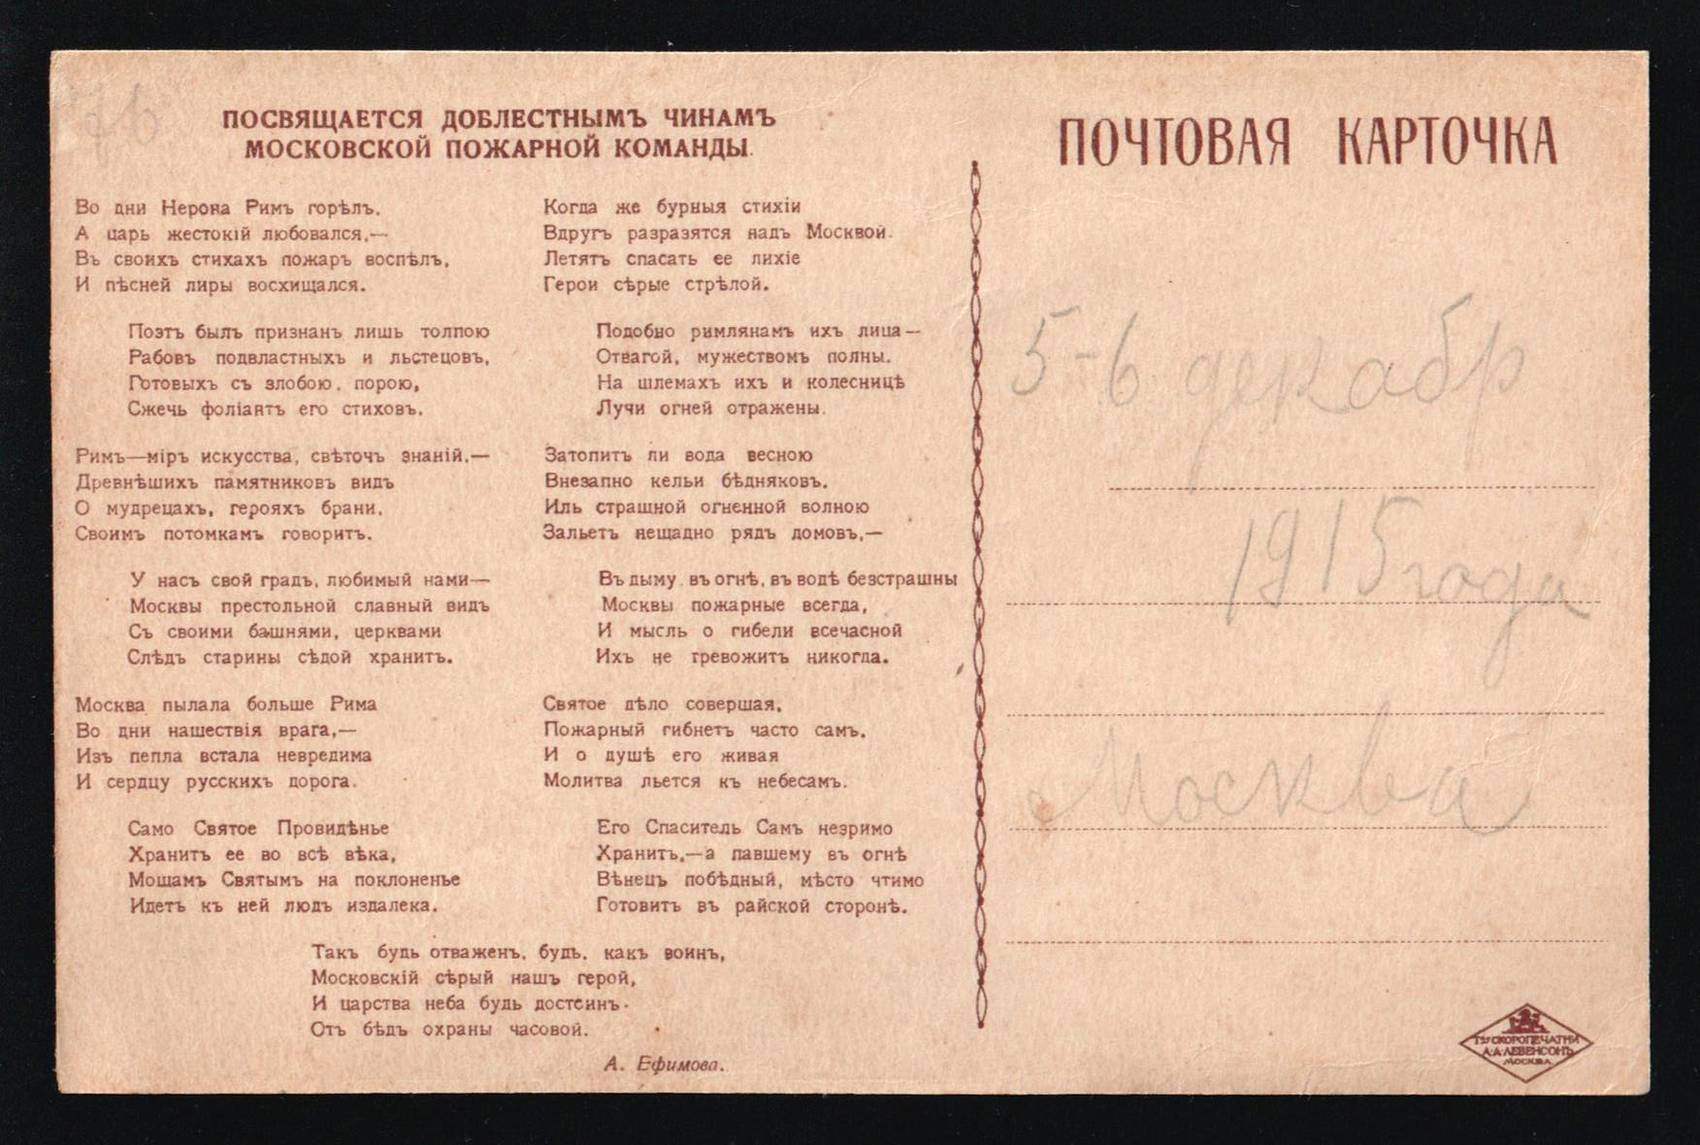 ПОСВЯЩАЕТСЯ ДОБЛЕСТНЫМЪ ЧИНАМЪ
МОСКОВСКОЙ ПОЖАРНОЙ КОМАНДЫ.
Во дни Нерона Римъ горѣлъ.
А царь жестокій любовался,—
Въ своихъ стихахъ пожаръ воспѣлъ,
И пѣсней лиры восхищался.
Поэтъ былъ признанъ лишь толпою
Рабовъ подвластныхъ и льстецовъ,
Готовыхъ съ злобою, порою,
Сжечь фоліантъ его стиховъ.
Римъ—міръ искусства, свѣточъ знаній,—
Древнѣшихъ памятниковъ видъ
О мудрецахъ, герояхъ брани,
Своимъ потомкамъ говоритъ.
У насъ свой градъ, любимый нами—
Москвы престольной славный видъ
Съ своими башнями, церквами
Слѣдъ старины сѣдой хранитъ.
Москва пылала больше Рима
Во дни нашествія врага,—
Изъ пепла встала невредима
И сердцу русскихъ дорога.
Само Святое Провидѣнье
Хранитъ ее во всѣ вѣка,
Мощамъ Святымъ на поклоненье
Идетъ къ ней людъ издалека.
Когда же бурныя стихіи
Вдругъ разразятся надъ Москвой.
Летятъ спасать ее лихіе
Герои сѣрые стрѣлой.
Подобно римлянамъ ихъ лица—
Отвагой, мужествомъ полны.
На шлемахъ ихъ и колесницѣ
Лучи огней отражены.
Затопитъ ли вода весною
Внезапно кельи бѣдняковъ.
Иль страшной огненной волною
Зальетъ нещадно рядъ домовъ,—
Въ дыму, въ огнѣ, въ водѣ безстрашны
Москвы пожарные всегда,
И мысль о гибели всечасной
Ихъ не тревожитъ никогда.
Святое дѣло совершая,
Пожарный гибнетъ часто самъ.
И о душѣ его живая
Молитва льется къ небесамъ.
Его Спаситель Самъ незримо
Хранитъ,—а павшему въ огнѣ
Вѣнецъ побѣдный, мѣсто чтимо
Готовитъ въ райской сторонѣ.
Такъ будь отваженъ, будь, какъ воинъ,
Московскій сѣрый нашъ герой,
И царства неба будь достоинъ.
Отъ бѣдъ охраны часовой.
А. Ефимова.
ПОЧТОВАЯ КАРТОЧКА
5-6 декабр
1915 года
Москва
Т-во СКОРОПЕЧАТНИ
А.А.ЛЕВЕНСОНЪ
МОСКВА